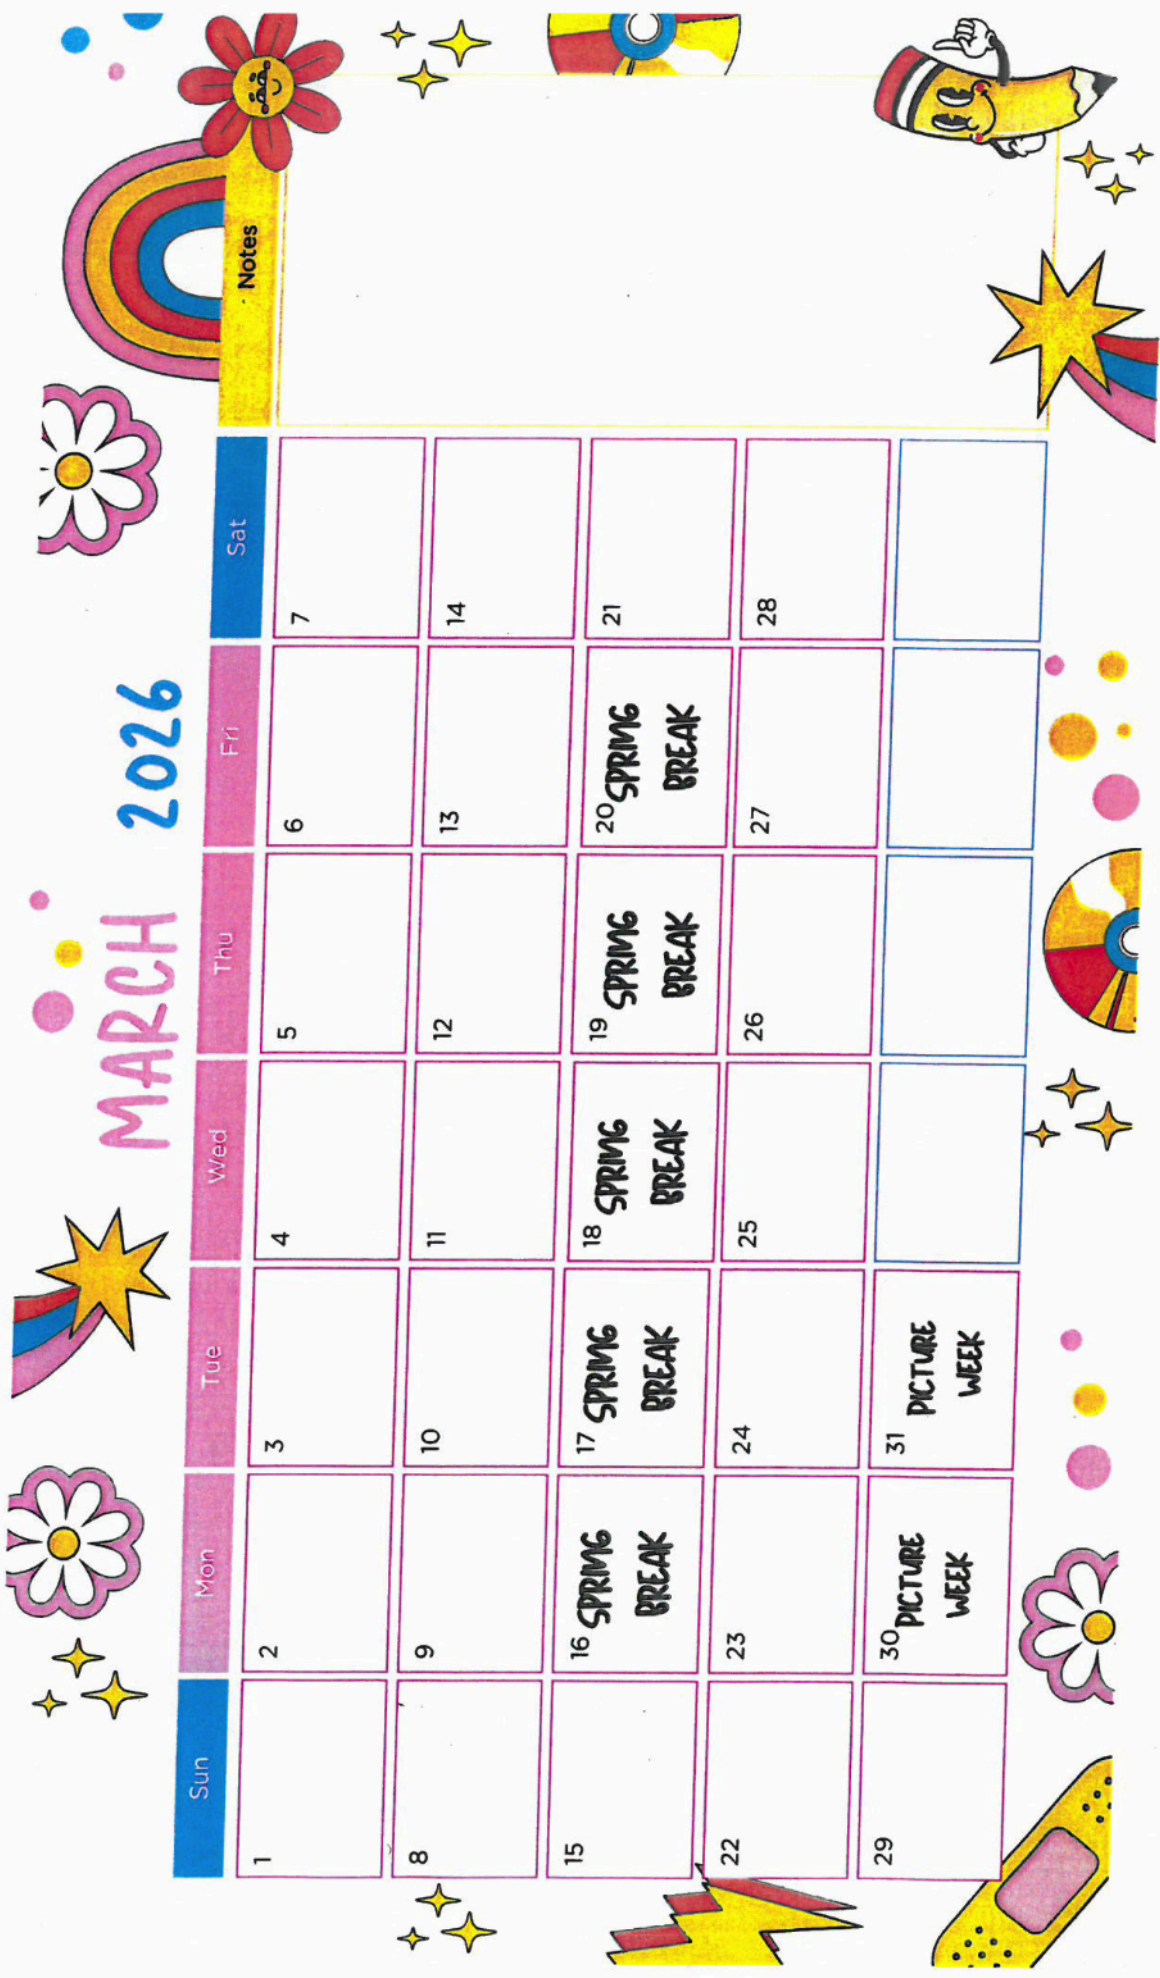 MARCH 2026
Sun Mon Tue Wed Thu Fri Sat Notes
1 2 3 4 5 6 7
8 9 10 11 12 13 14
15 16 SPRING BREAK 17 SPRING BREAK 18 SPRING BREAK 19 SPRING BREAK 20 SPRING BREAK 21
22 23 24 25 26 27 28
29 30 PICTURE WEEK 31 PICTURE WEEK